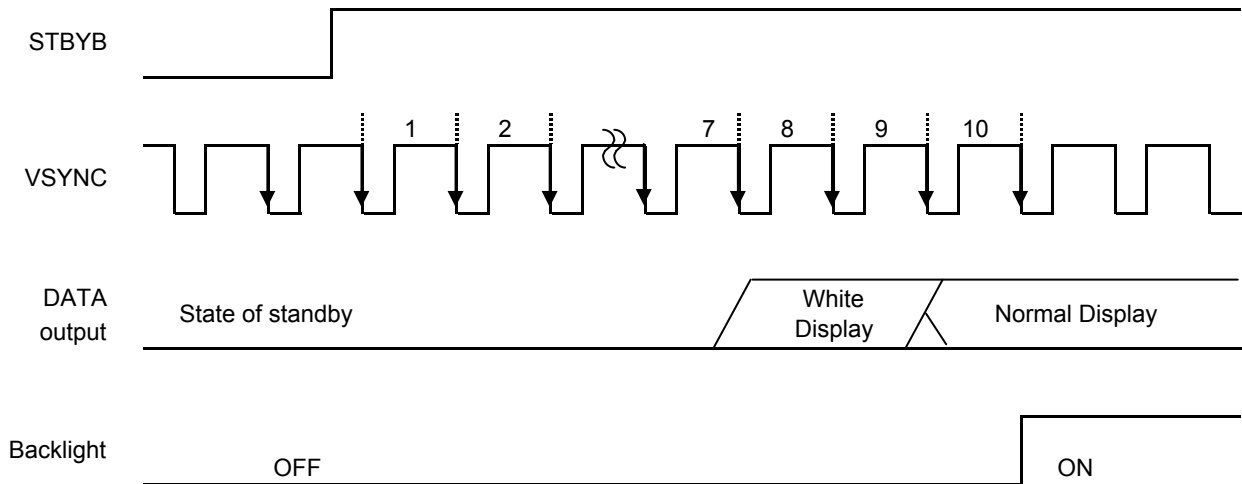 STBYB
1 2 7 8 9 10
VSYNC
DATA
output
State of standby
White
Display
Normal Display
Backlight
OFF
ON